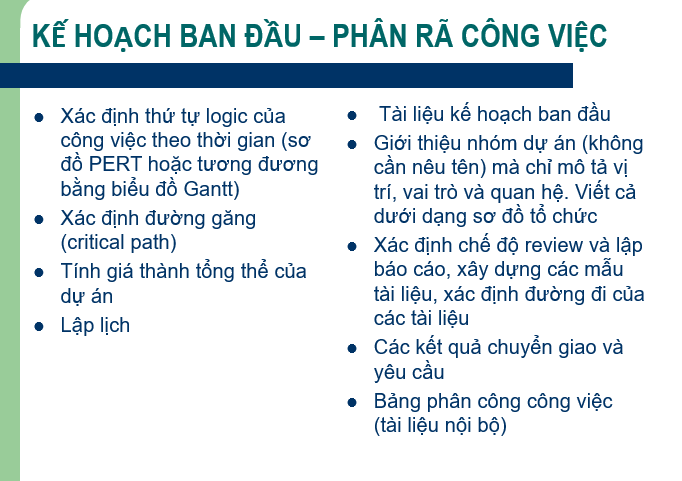 KẾ HOẠCH BAN ĐẦU – PHÂN RÃ CÔNG VIỆC
● Xác định thứ tự logic của
công việc theo thời gian (sơ
đồ PERT hoặc tương đương
bằng biểu đồ Gantt)
● Xác định đường găng
(critical path)
● Tính giá thành tổng thể của
dự án
● Lập lịch
● Tài liệu kế hoạch ban đầu
● Giới thiệu nhóm dự án (không
cần nêu tên) mà chỉ mô tả vị
trí, vai trò và quan hệ. Viết cả
dưới dạng sơ đồ tổ chức
● Xác định chế độ review và lập
báo cáo, xây dựng các mẫu
tài liệu, xác định đường đi của
các tài liệu
● Các kết quả chuyển giao và
yêu cầu
● Bảng phân công công việc
(tài liệu nội bộ)